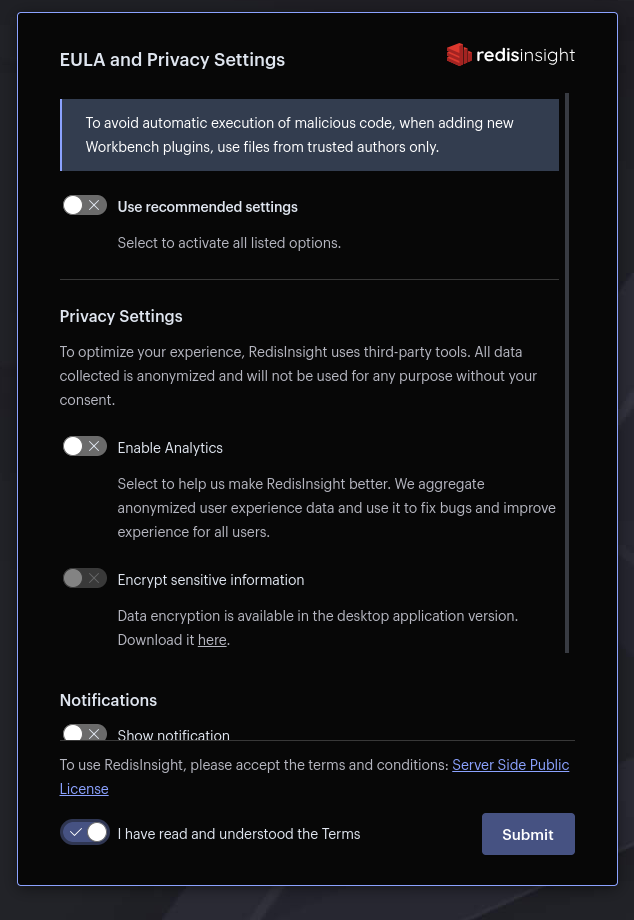 EULA and Privacy Settings
redisinsight
To avoid automatic execution of malicious code, when adding new
Workbench plugins, use files from trusted authors only.
Use recommended settings
Select to activate all listed options.
Privacy Settings
To optimize your experience, RedisInsight uses third-party tools. All data
collected is anonymized and will not be used for any purpose without your
consent.
Enable Analytics
Select to help us make RedisInsight better. We aggregate
anonymized user experience data and use it to fix bugs and improve
experience for all users.
Encrypt sensitive information
Data encryption is available in the desktop application version.
Download it here.
Notifications
Show notification
To use RedisInsight, please accept the terms and conditions: Server Side Public
License
I have read and understood the Terms
Submit